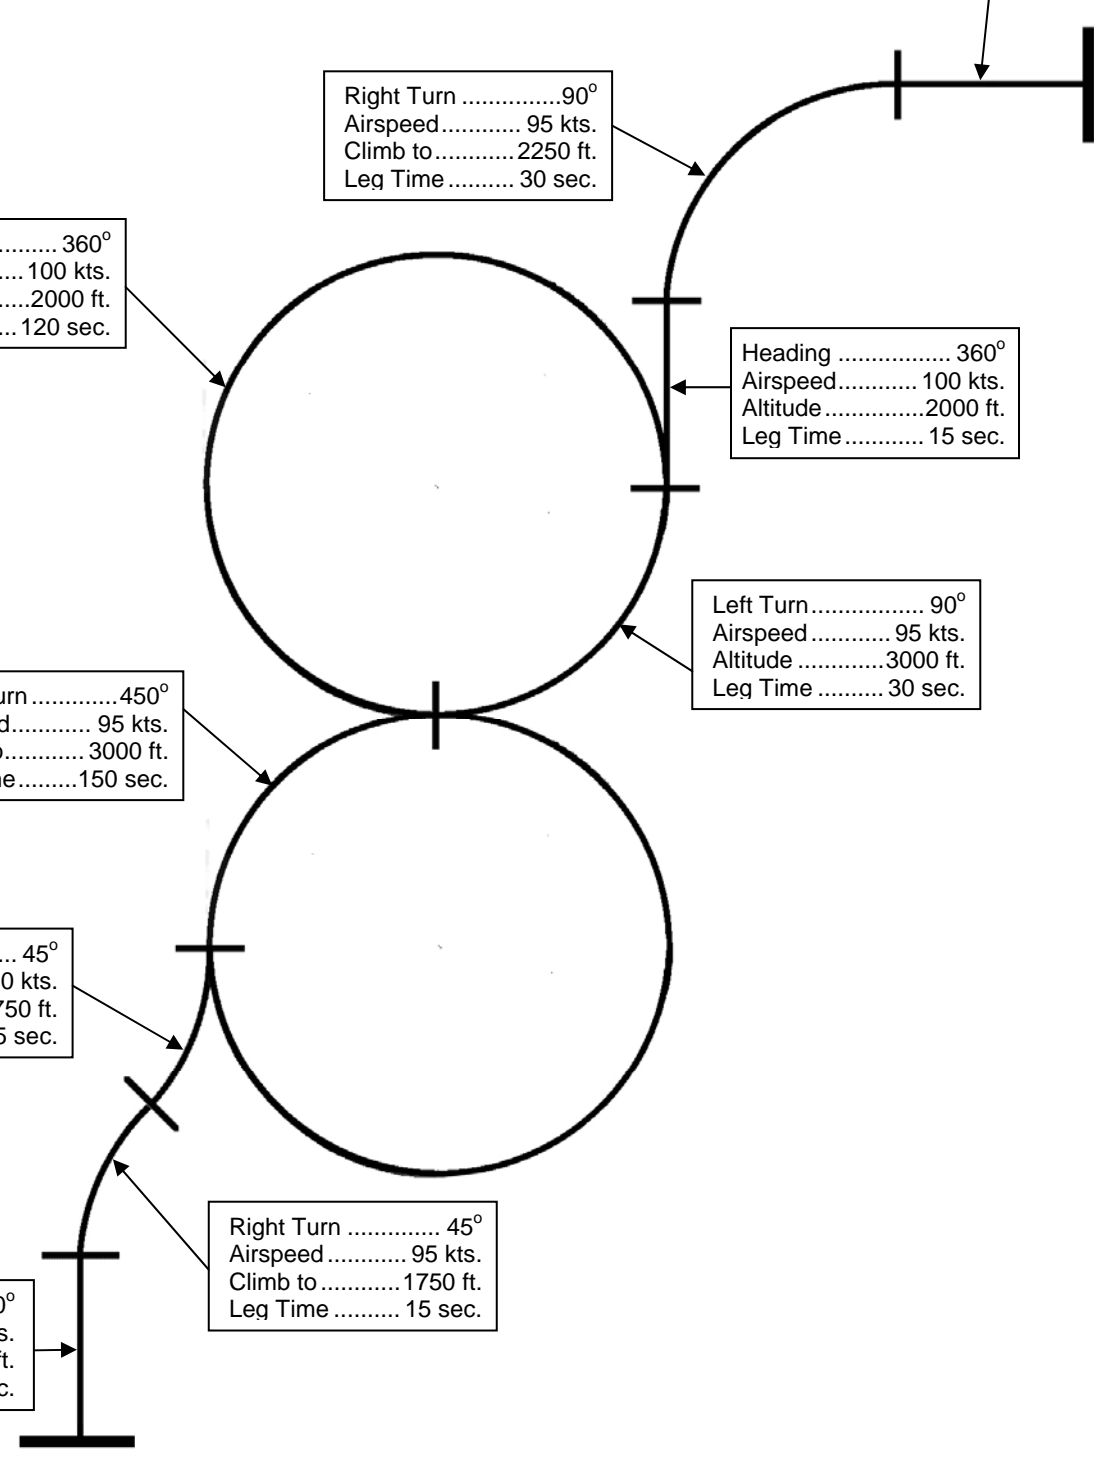 Right Turn ...............90°
Airspeed............ 95 kts.
Climb to............ 2250 ft.
Leg Time .......... 30 sec.
......... 360°
.... 100 kts.
.....2000 ft.
... 120 sec.
Heading ................. 360°
Airspeed............ 100 kts.
Altitude ...............2000 ft.
Leg Time ............ 15 sec.
Left Turn................. 90°
Airspeed ............ 95 kts.
Altitude .............3000 ft.
Leg Time .......... 30 sec.
urn .............450°
d............ 95 kts.
............ 3000 ft.
e.........150 sec.
... 45°
0 kts.
750 ft.
5 sec.
Right Turn .............. 45°
Airspeed ............ 95 kts.
Climb to ............1750 ft.
Leg Time .......... 15 sec.
0°
s.
ft.
c.